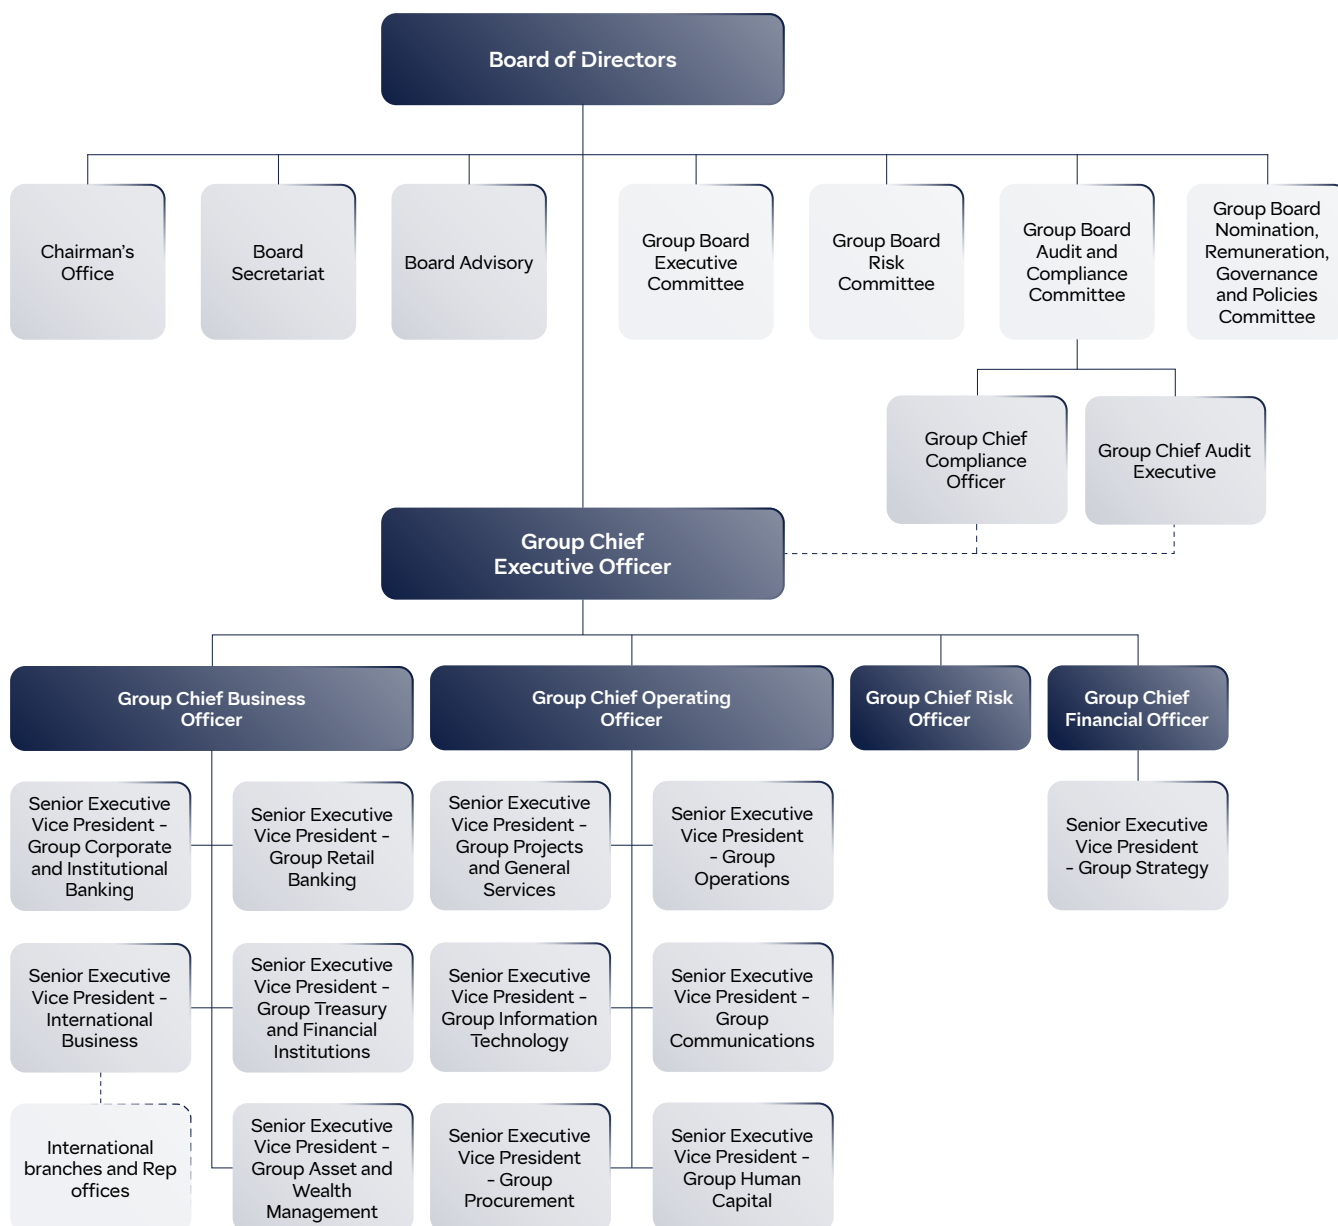 Board of Directors
Chairman's
Office
Board
Secretariat
Board Advisory
Group Board
Executive
Committee
Group Board
Risk
Committee
Group Board
Audit and
Compliance
Committee
Group Board
Nomination,
Remuneration,
Governance
and Policies
Committee
Group Chief
Compliance
Officer
Group Chief Audit
Executive
Group Chief
Executive Officer
Group Chief Business
Officer
Group Chief Operating
Officer
Group Chief Risk
Officer
Group Chief
Financial Officer
Senior Executive
Vice President –
Group Corporate
and Institutional
Banking
Senior Executive
Vice President –
Group Retail
Banking
Senior Executive
Vice President –
Group Projects
and General
Services
Senior Executive
Vice President
– Group
Operations
Senior Executive
Vice President
– Group Strategy
Senior Executive
Vice President –
International
Business
Senior Executive
Vice President –
Group Treasury
and Financial
Institutions
Senior Executive
Vice President –
Group Information
Technology
Senior Executive
Vice President –
Group
Communications
International
branches and Rep
offices
Senior Executive
Vice President –
Group Asset and
Wealth
Management
Senior Executive
Vice President
– Group
Procurement
Senior Executive
Vice President –
Group Human
Capital